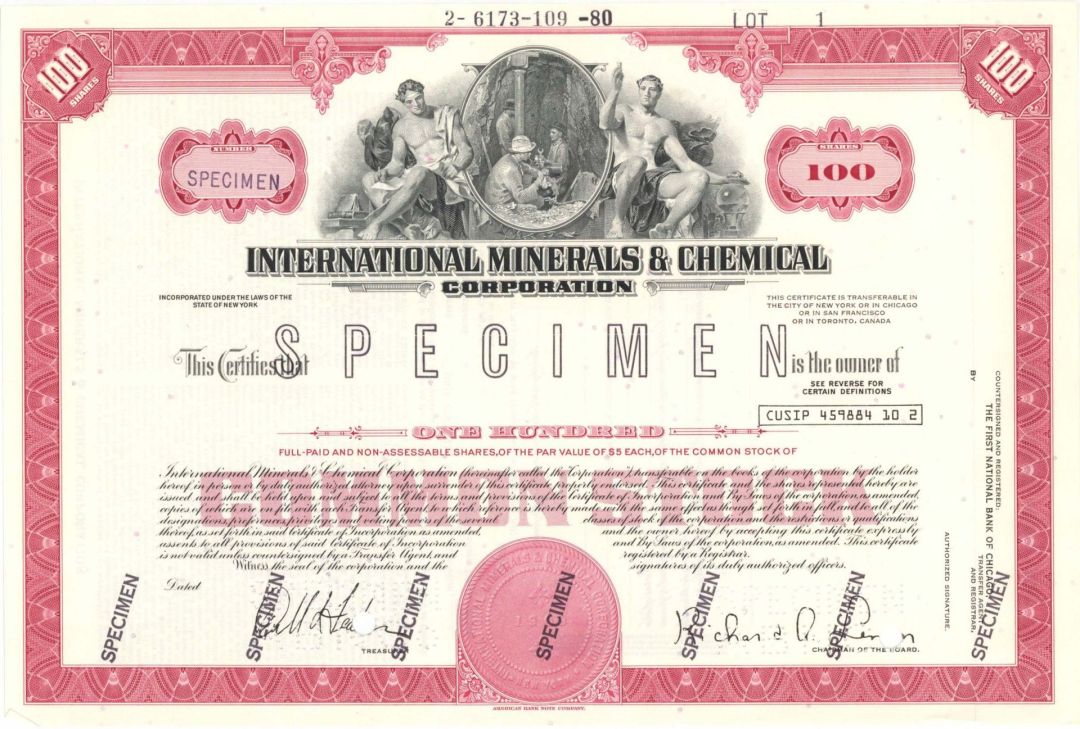 2- 6173-109 -80 LOT 1
100 SHARES
100 SHARES
NUMBER
SPECIMEN
SHARES
100
INTERNATIONAL MINERALS & CHEMICAL
CORPORATION
INCORPORATED UNDER THE LAWS OF THE
STATE OF NEW YORK
THIS CERTIFICATE IS TRANSFERABLE IN
THE CITY OF NEW YORK OR IN CHICAGO
OR IN SAN FRANCISCO
OR IN TORONTO, CANADA
This Certifies that SPECIMEN is the owner of
SEE REVERSE FOR
CERTAIN DEFINITIONS
CUSIP 459884 10 2
ONE HUNDRED
FULL-PAID AND NON-ASSESSABLE SHARES, OF THE PAR VALUE OF $5 EACH, OF THE COMMON STOCK OF
COMMON STOCK
International Minerals & Chemical Corporation (hereinafter called the "Corporation") transferable on the books of the corporation by the holder
hereof in person or by duly authorized attorney upon surrender of this certificate properly endorsed. This certificate and the shares represented hereby are
issued and shall be held upon and subject to all the terms and provisions of the Certificate of Incorporation and By-Laws of the corporation, as amended,
copies of which are on file with each Transfer Agent, to which reference is hereby made with the same effect as though set forth in full, and to all of the
designations, preferences, privileges and voting powers of the several classes of stock of the corporation and the restrictions or qualifications
thereof, as set forth in said Certificate of Incorporation, as amended, and the owner hereof by accepting this certificate expressly
assents to all provisions of said Certificate of Incorporation and By-Laws of the corporation, as amended. This certificate
is not valid unless countersigned by a Transfer Agent, and registered by a Registrar.
Witness the seal of the corporation and the signatures of its duly authorized officers.
Dated
SPECIMEN
SPECIMEN
SPECIMEN
SPECIMEN
SPECIMEN
SPECIMEN
SPECIMEN
TREASURER
CHAIRMAN OF THE BOARD.
COUNTERSIGNED AND REGISTERED:
THE FIRST NATIONAL BANK OF CHICAGO
TRANSFER AGENT
AND REGISTRAR,
BY
AUTHORIZED SIGNATURE.
AMERICAN BANK NOTE COMPANY.